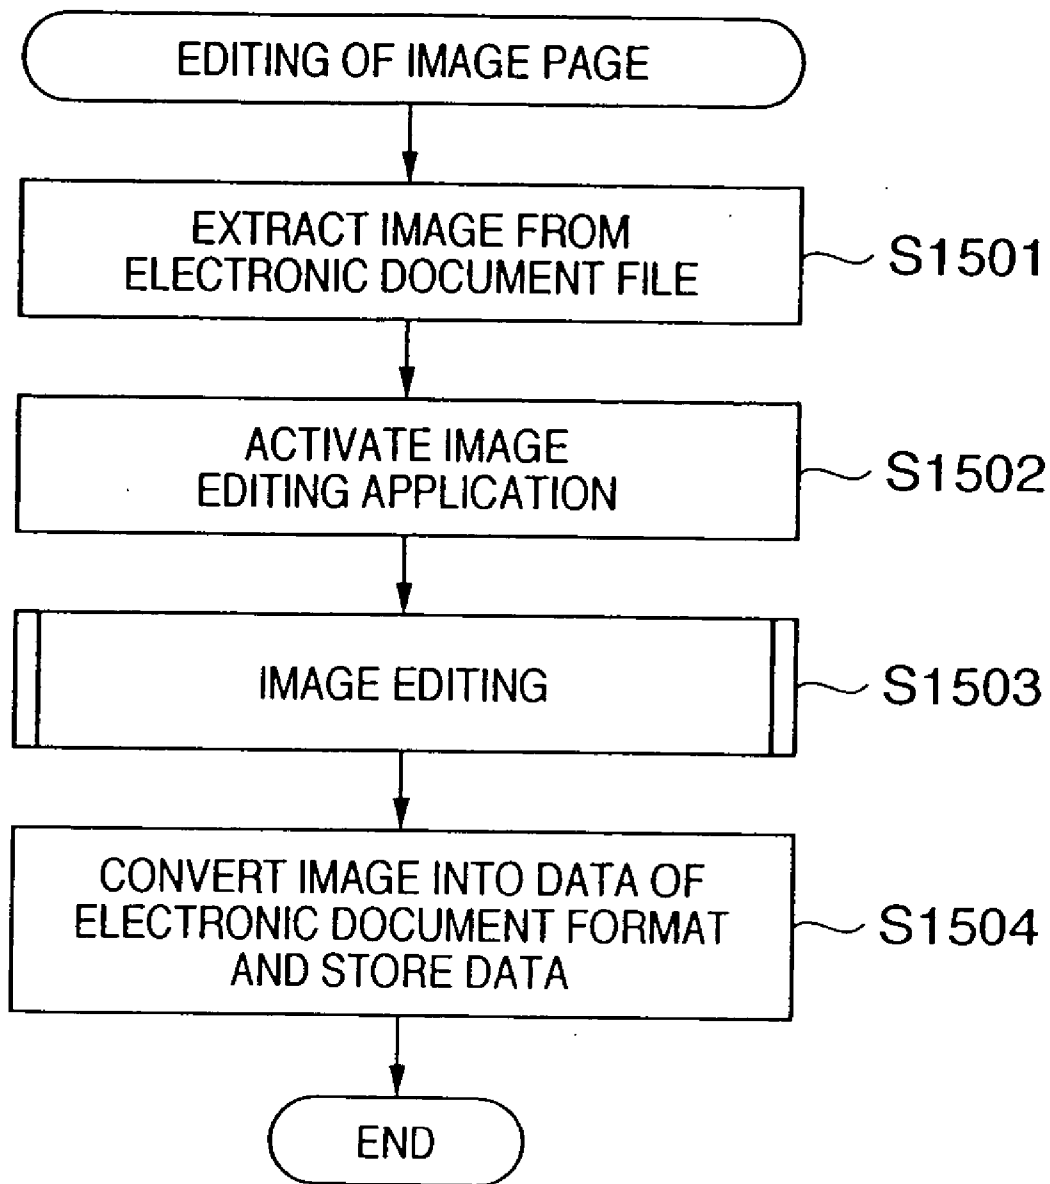 EDITING OF IMAGE PAGE
EXTRACT IMAGE FROM
ELECTRONIC DOCUMENT FILE
S1501
ACTIVATE IMAGE
EDITING APPLICATION
S1502
IMAGE EDITING
S1503
CONVERT IMAGE INTO DATA OF
ELECTRONIC DOCUMENT FORMAT
AND STORE DATA
S1504
END